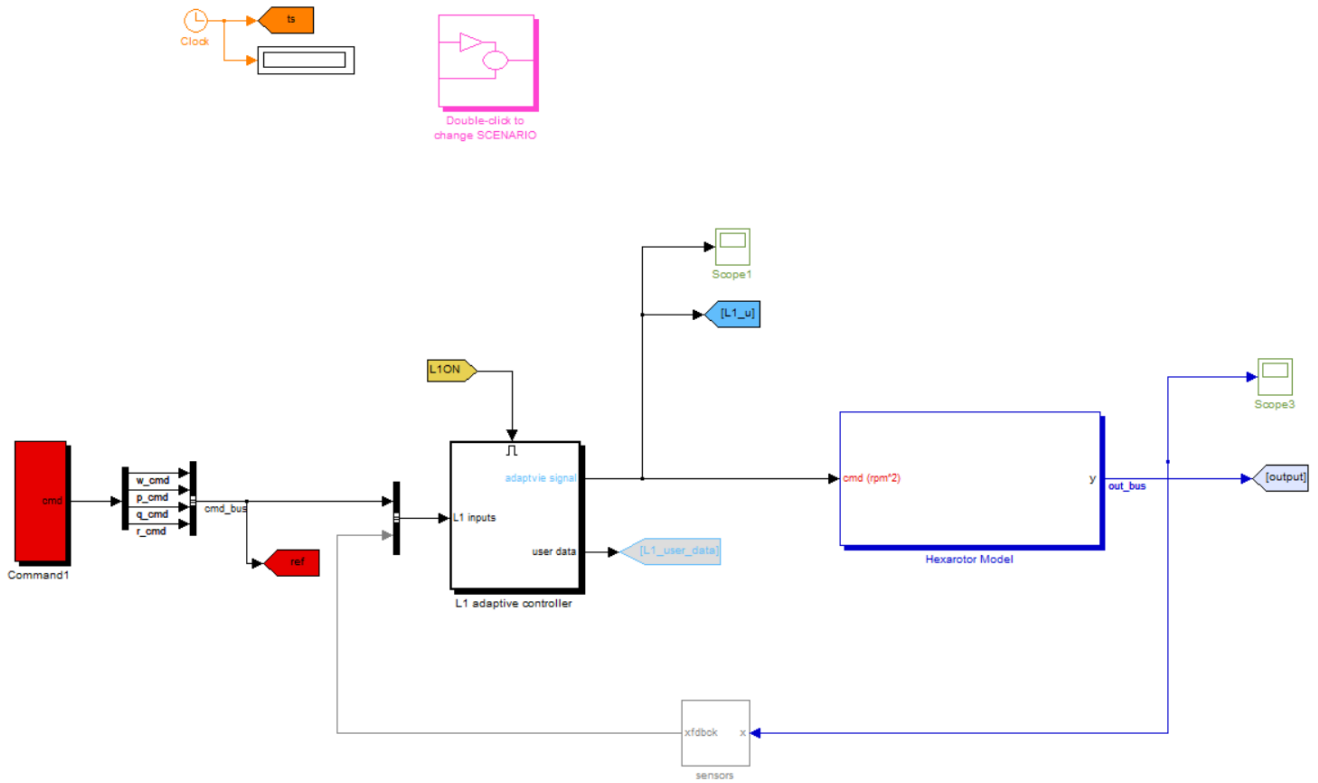 ts
Clock
Double-click to
change SCENARIO
Scope1
[L1_u]
L1ON
Scope3
adaptvie signal
cmd (rpm^2)
y
out_bus
[output]
cmd
w_cmd
p_cmd
q_cmd
r_cmd
cmd_bus
L1 inputs
user data
[L1_user_data]
Hexarotor Model
ref
Command1
L1 adaptive controller
xfdbck
x
sensors